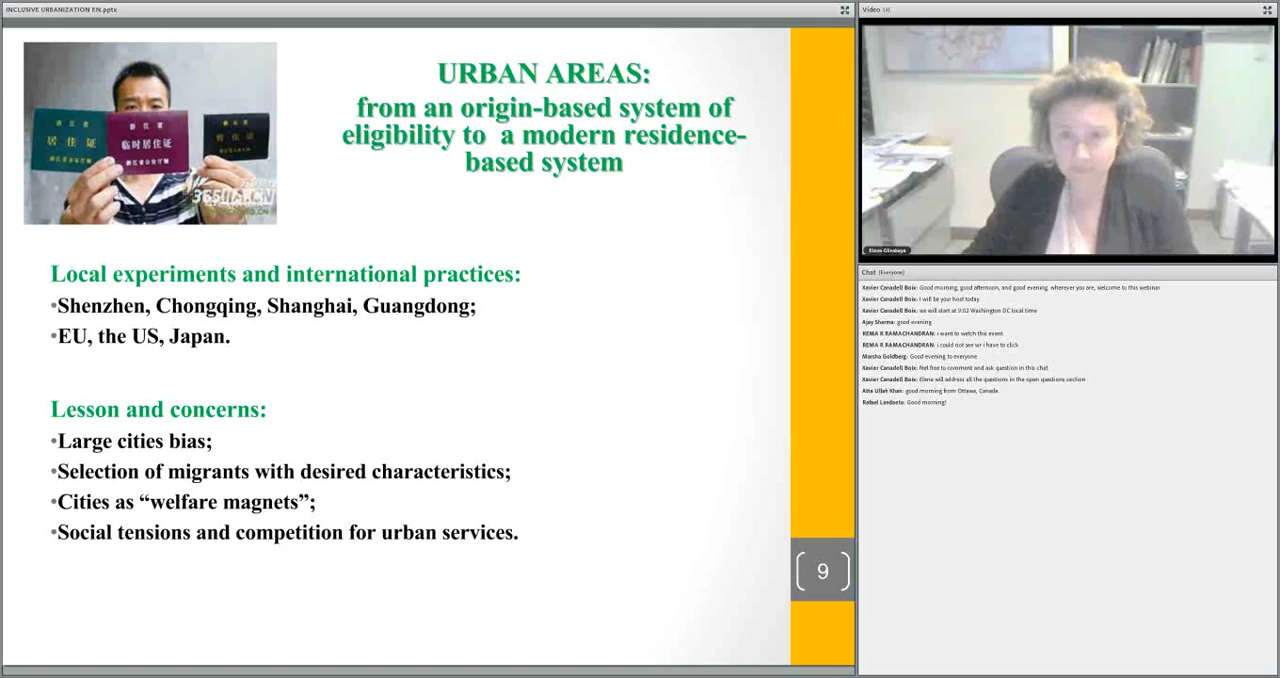 INCLUSIVE URBANIZATION EN.pptx
浙 江 省
居 住 证
浙 江 省
临时居住证
暂 住 证
URBAN AREAS:
from an origin-based system of
eligibility to a modern residence-
based system
Local experiments and international practices:
•Shenzhen, Chongqing, Shanghai, Guangdong;
•EU, the US, Japan.
Lesson and concerns:
•Large cities bias;
•Selection of migrants with desired characteristics;
•Cities as “welfare magnets”;
•Social tensions and competition for urban services.
9
Video (3)
Elena Glinskaya
Chat (Everyone)
Xavier Canadell Boix: Good morning, good afternoon, and good evening, wherever you are, welcome to this webinar
Xavier Canadell Boix: I will be your host today
Xavier Canadell Boix: we will start at 9:02 Washington DC local time
Ajay Sharma: good evening
REMA R RAMACHANDRAN: i want to watch this event
REMA R RAMACHANDRAN: i could not see wr i have to click
Marsha Goldberg: Good evening to everyone
Xavier Canadell Boix: feel free to comment and ask question in this chat
Xavier Canadell Boix: Elena will address all the questions in the open questions section
Atta Ullah Khan: good morning from Ottawa, Canada.
Rafael Landaeta: Good morning!